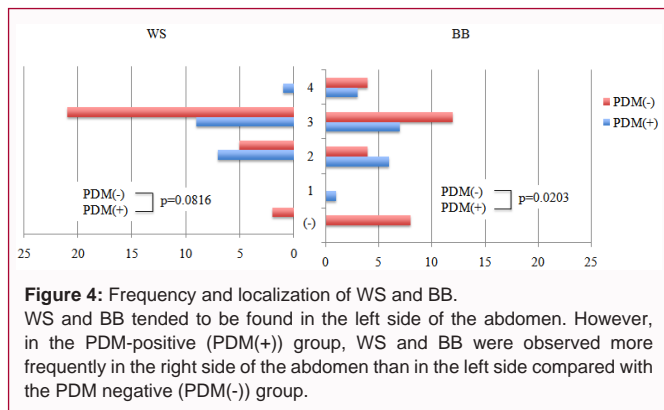 WS BB
4
3
2
1
(-)
PDM(-)
PDM(+)
PDM(-)
PDM(+)
p=0.0816
PDM(-)
PDM(+)
p=0.0203
25 20 15 10 5 0
0 5 10 15 20 25
Figure 4: Frequency and localization of WS and BB.
WS and BB tended to be found in the left side of the abdomen. However,
in the PDM-positive (PDM(+)) group, WS and BB were observed more
frequently in the right side of the abdomen than in the left side compared with
the PDM negative (PDM(-)) group.